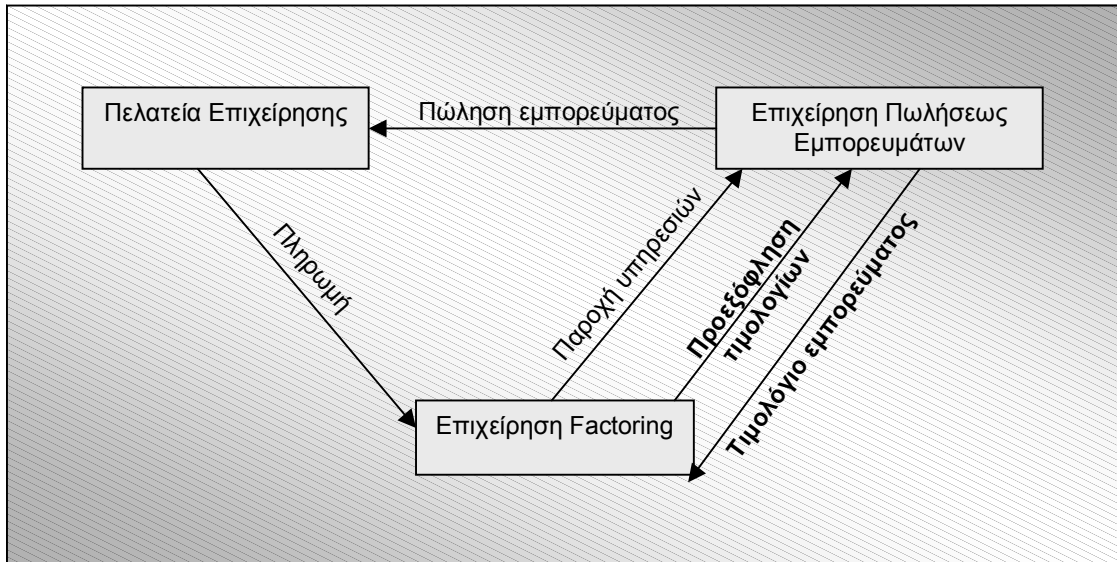 Πελατεία Επιχείρησης
Πώληση εμπορεύματος
Επιχείρηση Πωλήσεως
Εμπορευμάτων
Πληρωμή
Παροχή υπηρεσιών
Προεξόφληση
τιμολογίων
Τιμολόγιο εμπορεύματος
Επιχείρηση Factoring